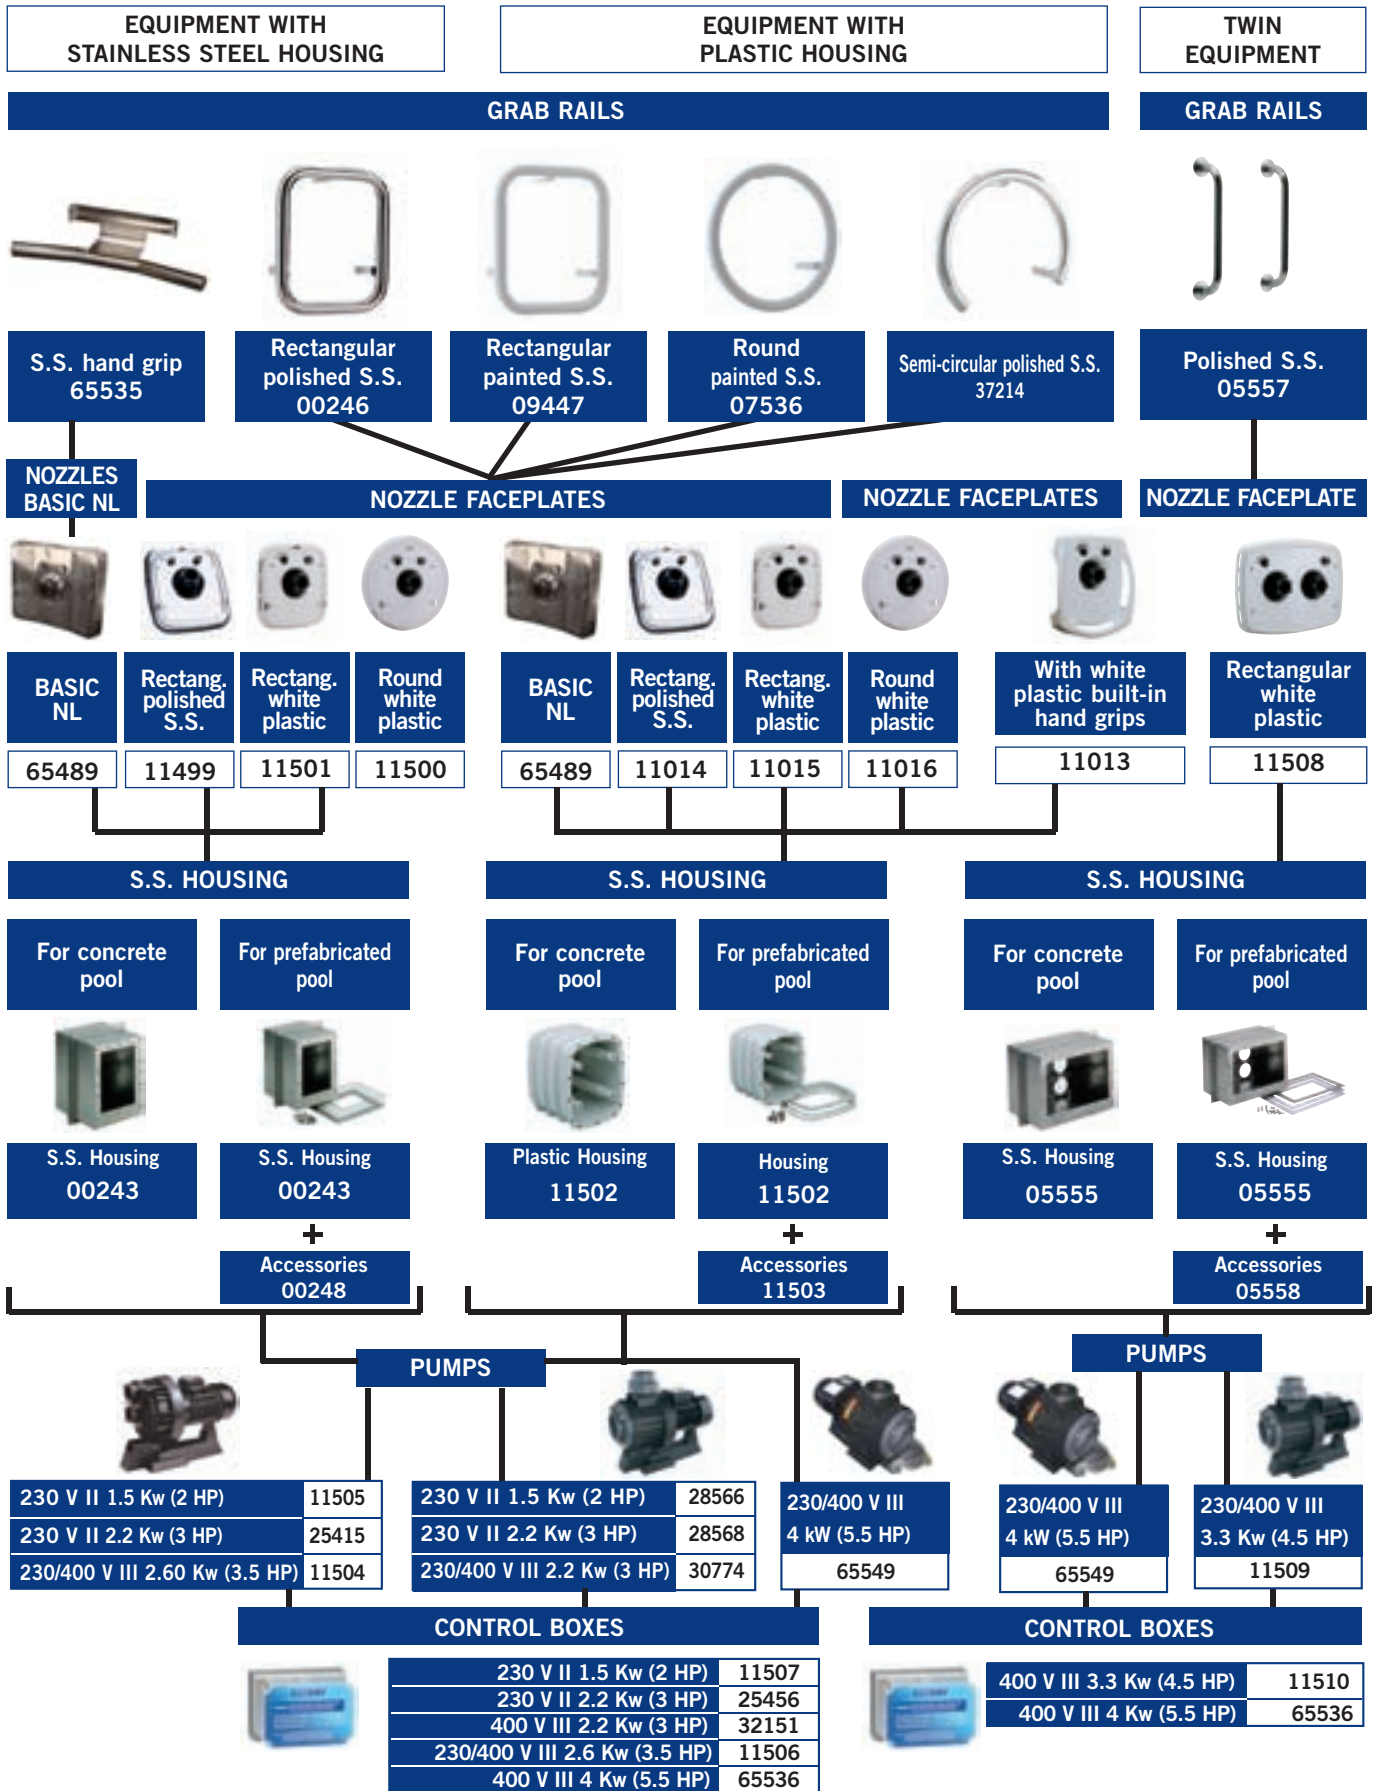 EQUIPMENT WITH
STAINLESS STEEL HOUSING
EQUIPMENT WITH
PLASTIC HOUSING
TWIN
EQUIPMENT
GRAB RAILS
GRAB RAILS
S.S. hand grip
65535
Rectangular
polished S.S.
00246
Rectangular
painted S.S.
09447
Round
painted S.S.
07536
Semi-circular polished S.S.
37214
Polished S.S.
05557
NOZZLES
BASIC NL
NOZZLE FACEPLATES
NOZZLE FACEPLATES
NOZZLE FACEPLATE
BASIC
NL
65489
Rectang.
polished
S.S.
11499
Rectang.
white
plastic
11501
Round
white
plastic
11500
BASIC
NL
65489
Rectang.
polished
S.S.
11014
Rectang.
white
plastic
11015
Round
white
plastic
11016
With white
plastic built-in
hand grips
11013
Rectangular
white
plastic
11508
S.S. HOUSING
S.S. HOUSING
S.S. HOUSING
For concrete
pool
For prefabricated
pool
For concrete
pool
For prefabricated
pool
For concrete
pool
For prefabricated
pool
S.S. Housing
00243
S.S. Housing
00243
+
Accessories
00248
Plastic Housing
11502
Housing
11502
+
Accessories
11503
S.S. Housing
05555
S.S. Housing
05555
+
Accessories
05558
PUMPS
PUMPS
230 V II 1.5 Kw (2 HP) 11505
230 V II 2.2 Kw (3 HP) 25415
230/400 V III 2.60 Kw (3.5 HP) 11504
230 V II 1.5 Kw (2 HP) 28566
230 V II 2.2 Kw (3 HP) 28568
230/400 V III 2.2 Kw (3 HP) 30774
230/400 V III
4 kW (5.5 HP)
65549
230/400 V III
4 kW (5.5 HP)
65549
230/400 V III
3.3 Kw (4.5 HP)
11509
CONTROL BOXES
230 V II 1.5 Kw (2 HP) 11507
230 V II 2.2 Kw (3 HP) 25456
400 V III 2.2 Kw (3 HP) 32151
230/400 V III 2.6 Kw (3.5 HP) 11506
400 V III 4 Kw (5.5 HP) 65536
CONTROL BOXES
400 V III 3.3 Kw (4.5 HP) 11510
400 V III 4 Kw (5.5 HP) 65536